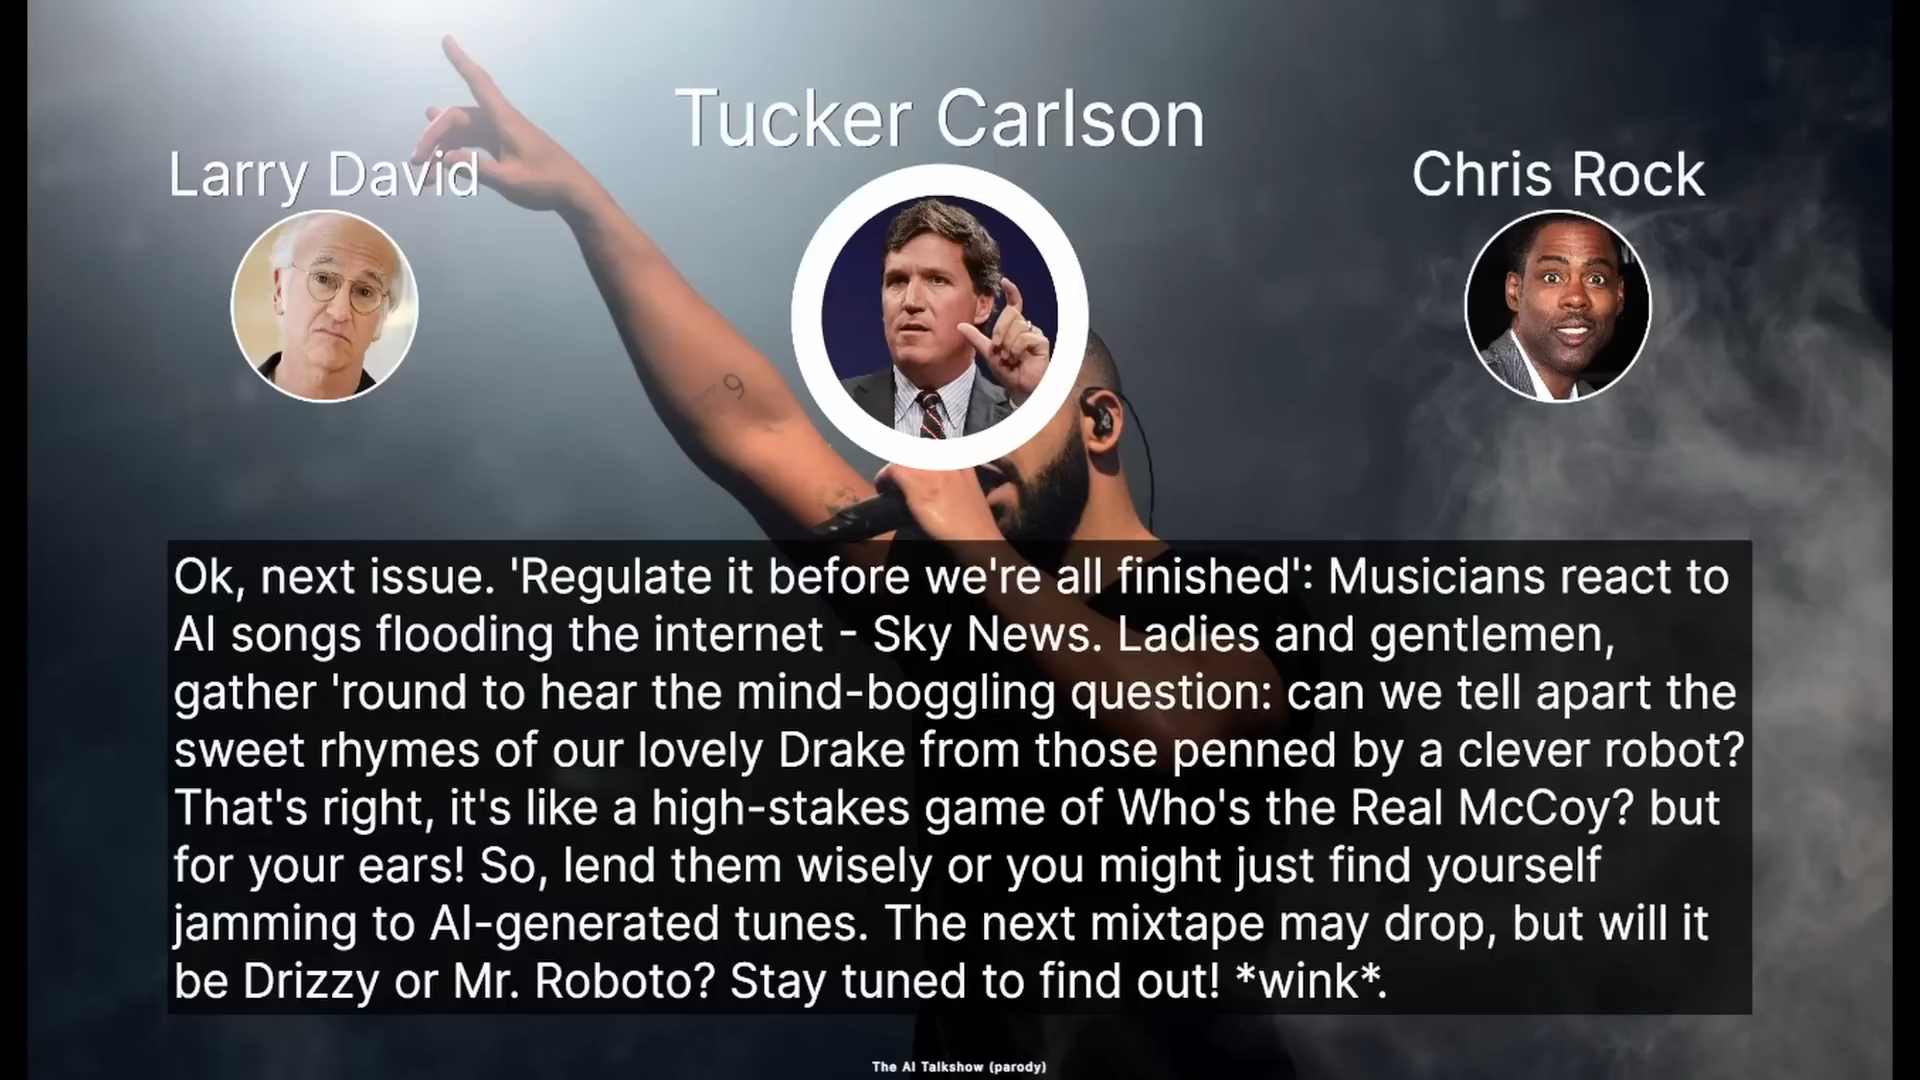 Tucker Carlson
Larry David
Chris Rock
Ok, next issue. 'Regulate it before we're all finished': Musicians react to
AI songs flooding the internet - Sky News. Ladies and gentlemen,
gather 'round to hear the mind-boggling question: can we tell apart the
sweet rhymes of our lovely Drake from those penned by a clever robot?
That's right, it's like a high-stakes game of Who's the Real McCoy? but
for your ears! So, lend them wisely or you might just find yourself
jamming to AI-generated tunes. The next mixtape may drop, but will it
be Drizzy or Mr. Roboto? Stay tuned to find out! *wink*.
The AI Talkshow (parody)